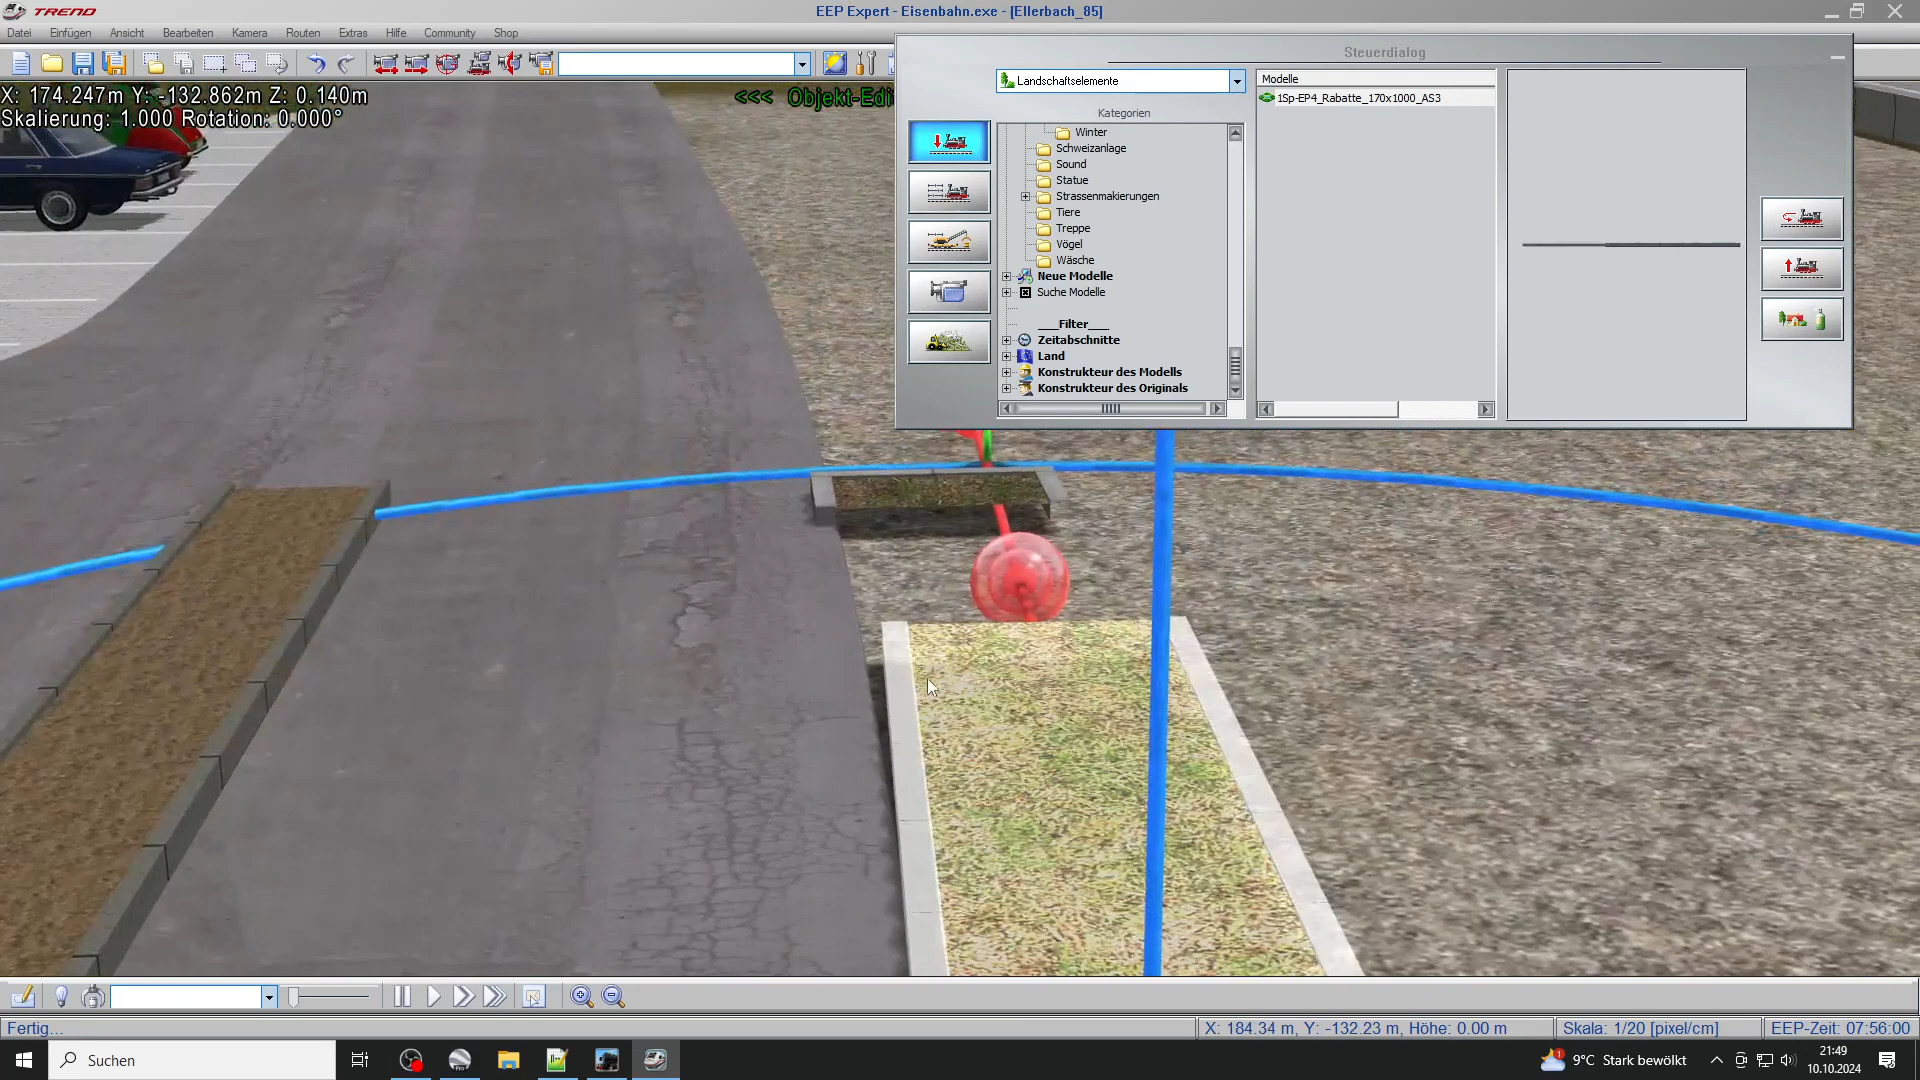 TREND
EEP Expert - Eisenbahn.exe - [Ellerbach_85]
Datei Einfügen Ansicht Bearbeiten Kamera Routen Extras Hilfe Community Shop
X: 174.247m Y: -132.862m Z: 0.140m
Skalierung: 1.000 Rotation: 0.000°
<<< Objekt-Edi
Steuerdialog
Landschaftselemente
Kategorien
Winter
Schweizanlage
Sound
Statue
Strassenmakierungen
Tiere
Treppe
Vögel
Wäsche
Neue Modelle
Suche Modelle
___Filter___
Zeitabschnitte
Land
Konstrukteur des Modells
Konstrukteur des Originals
Modelle
1Sp-EP4_Rabatte_170x1000_AS3
Fertig...
X: 184.34 m, Y: -132.23 m, Höhe: 0.00 m
Skala: 1/20 [pixel/cm]
EEP-Zeit: 07:56:00
Suchen
9°C Stark bewölkt
21:49
10.10.2024